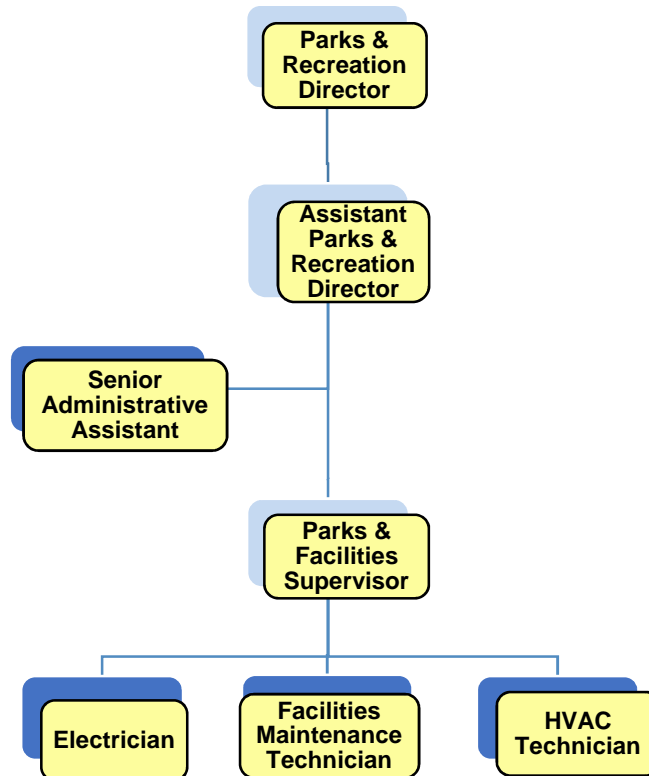 Parks &
Recreation
Director
Assistant
Parks &
Recreation
Director
Senior
Administrative
Assistant
Parks &
Facilities
Supervisor
Electrician
Facilities
Maintenance
Technician
HVAC
Technician